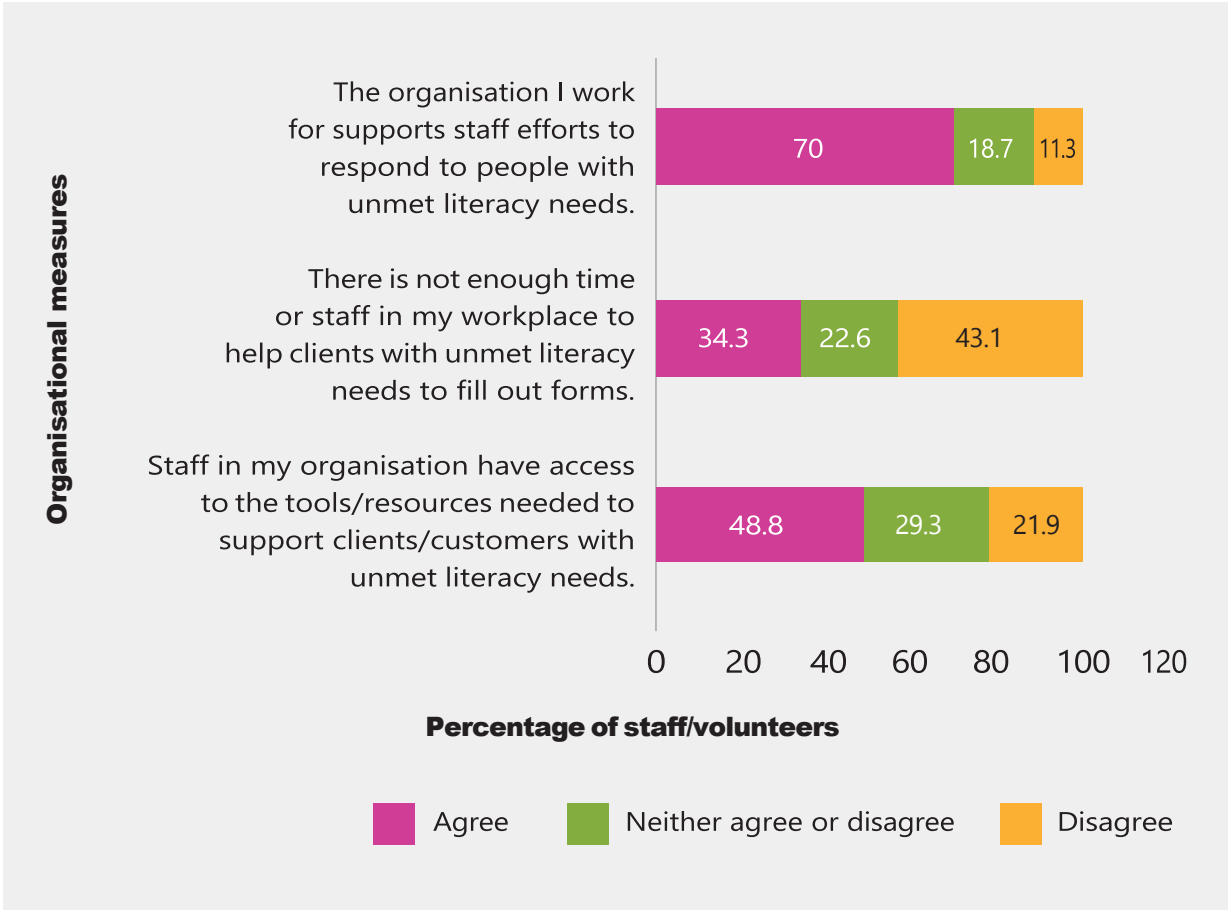 Organisational measures
The organisation I work
for supports staff efforts to
respond to people with
unmet literacy needs.
70 18.7 11.3
There is not enough time
or staff in my workplace to
help clients with unmet literacy
needs to fill out forms.
34.3 22.6 43.1
Staff in my organisation have access
to the tools/resources needed to
support clients/customers with
unmet literacy needs.
48.8 29.3 21.9
0 20 40 60 80 100 120
Percentage of staff/volunteers
Agree Neither agree or disagree Disagree